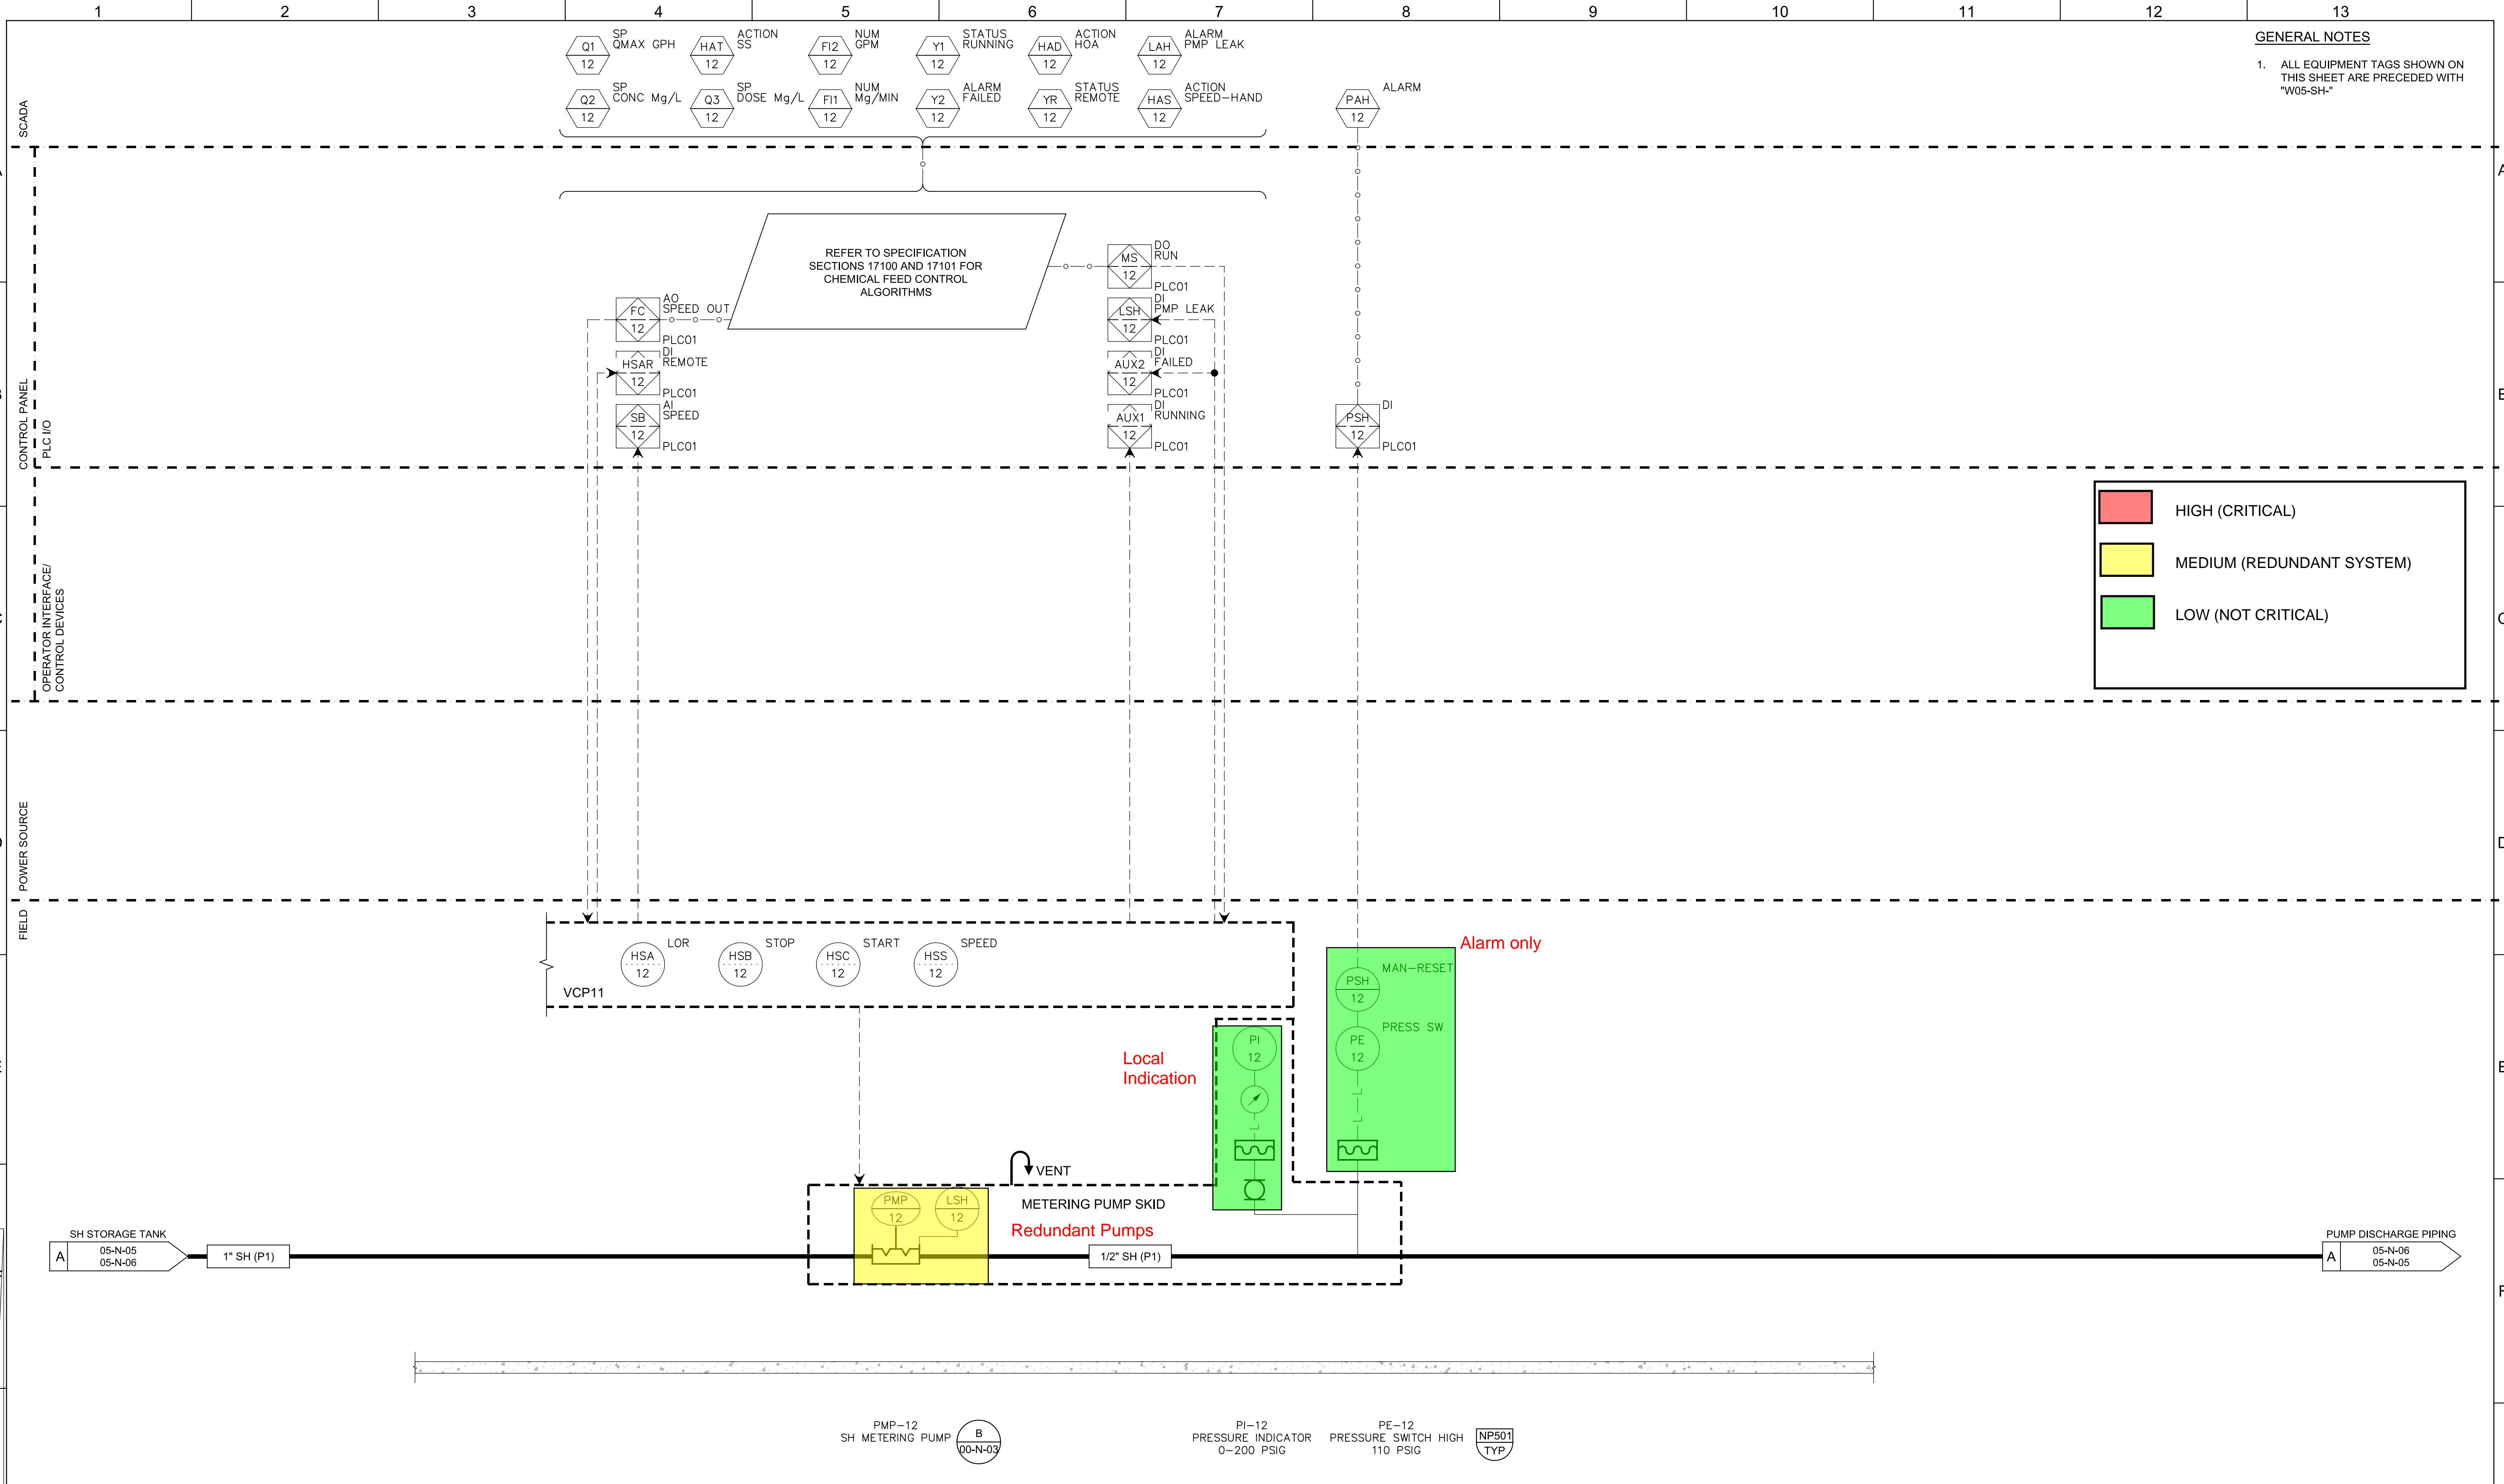 1 2 3 4 5 6 7 8 9 10 11 12 13
SP
Q1 QMAX GPH
12
ACTION
HAT SS
12
NUM
FI2 GPM
12
STATUS
Y1 RUNNING
12
ACTION
HAD HOA
12
ALARM
LAH PMP LEAK
12
SP
Q2 CONC Mg/L
12
SP
Q3 DOSE Mg/L
12
NUM
FI1 Mg/MIN
12
ALARM
Y2 FAILED
12
STATUS
YR REMOTE
12
ACTION
HAS SPEED-HAND
12
ALARM
PAH
12
GENERAL NOTES
1. ALL EQUIPMENT TAGS SHOWN ON
THIS SHEET ARE PRECEDED WITH
"W05-SH-"
SCADA
A
REFER TO SPECIFICATION
SECTIONS 17100 AND 17101 FOR
CHEMICAL FEED CONTROL
ALGORITHMS
AO
FC SPEED OUT
12
PLC01
DI
HSAR REMOTE
12
PLC01
AI
SB SPEED
12
PLC01
DO
MS RUN
12
PLC01
DI
LSH PMP LEAK
12
PLC01
DI
AUX2 FAILED
12
PLC01
DI
AUX1 RUNNING
12
PLC01
DI
PSH
12
PLC01
CONTROL PANEL
PLC I/O
HIGH (CRITICAL)
MEDIUM (REDUNDANT SYSTEM)
LOW (NOT CRITICAL)
OPERATOR INTERFACE/
CONTROL DEVICES
POWER SOURCE
FIELD
HSA LOR
12
HSB STOP
12
HSC START
12
HSS SPEED
12
VCP11
Alarm only
PSH MAN-RESET
12
PE PRESS SW
12
L
L
Local
Indication
PI
12
L
VENT
METERING PUMP SKID
PMP
12
LSH
12
Redundant Pumps
SH STORAGE TANK
A 05-N-05
05-N-06
1" SH (P1)
1/2" SH (P1)
PUMP DISCHARGE PIPING
A 05-N-06
05-N-05
PMP-12
SH METERING PUMP
B
00-N-03
PI-12
PRESSURE INDICATOR
0-200 PSIG
PE-12
PRESSURE SWITCH HIGH
110 PSIG
NP501
TYP